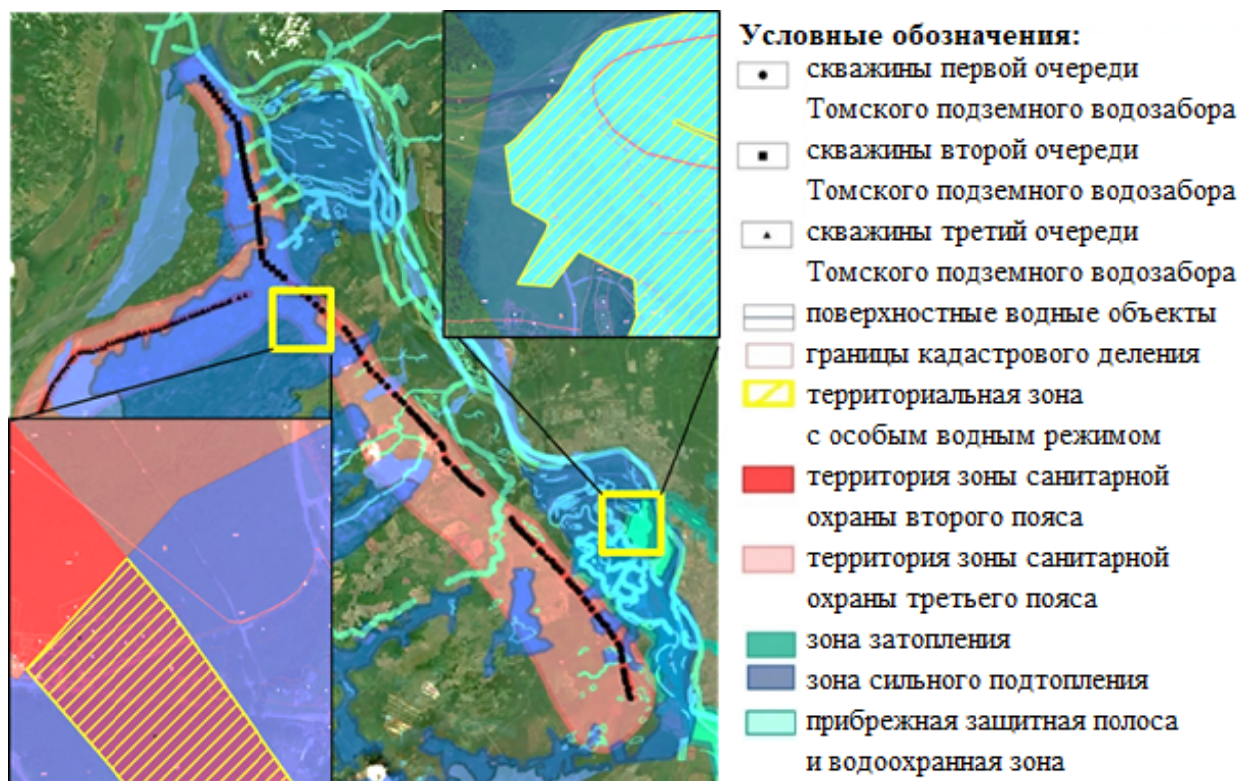 Условные обозначения:
скважины первой очереди
Томского подземного водозабора
скважины второй очереди
Томского подземного водозабора
скважины третий очереди
Томского подземного водозабора
поверхностные водные объекты
границы кадастрового деления
территориальная зона
с особым водным режимом
территория зоны санитарной
охраны второго пояса
территория зоны санитарной
охраны третьего пояса
зона затопления
зона сильного подтопления
прибрежная защитная полоса
и водоохранная зона